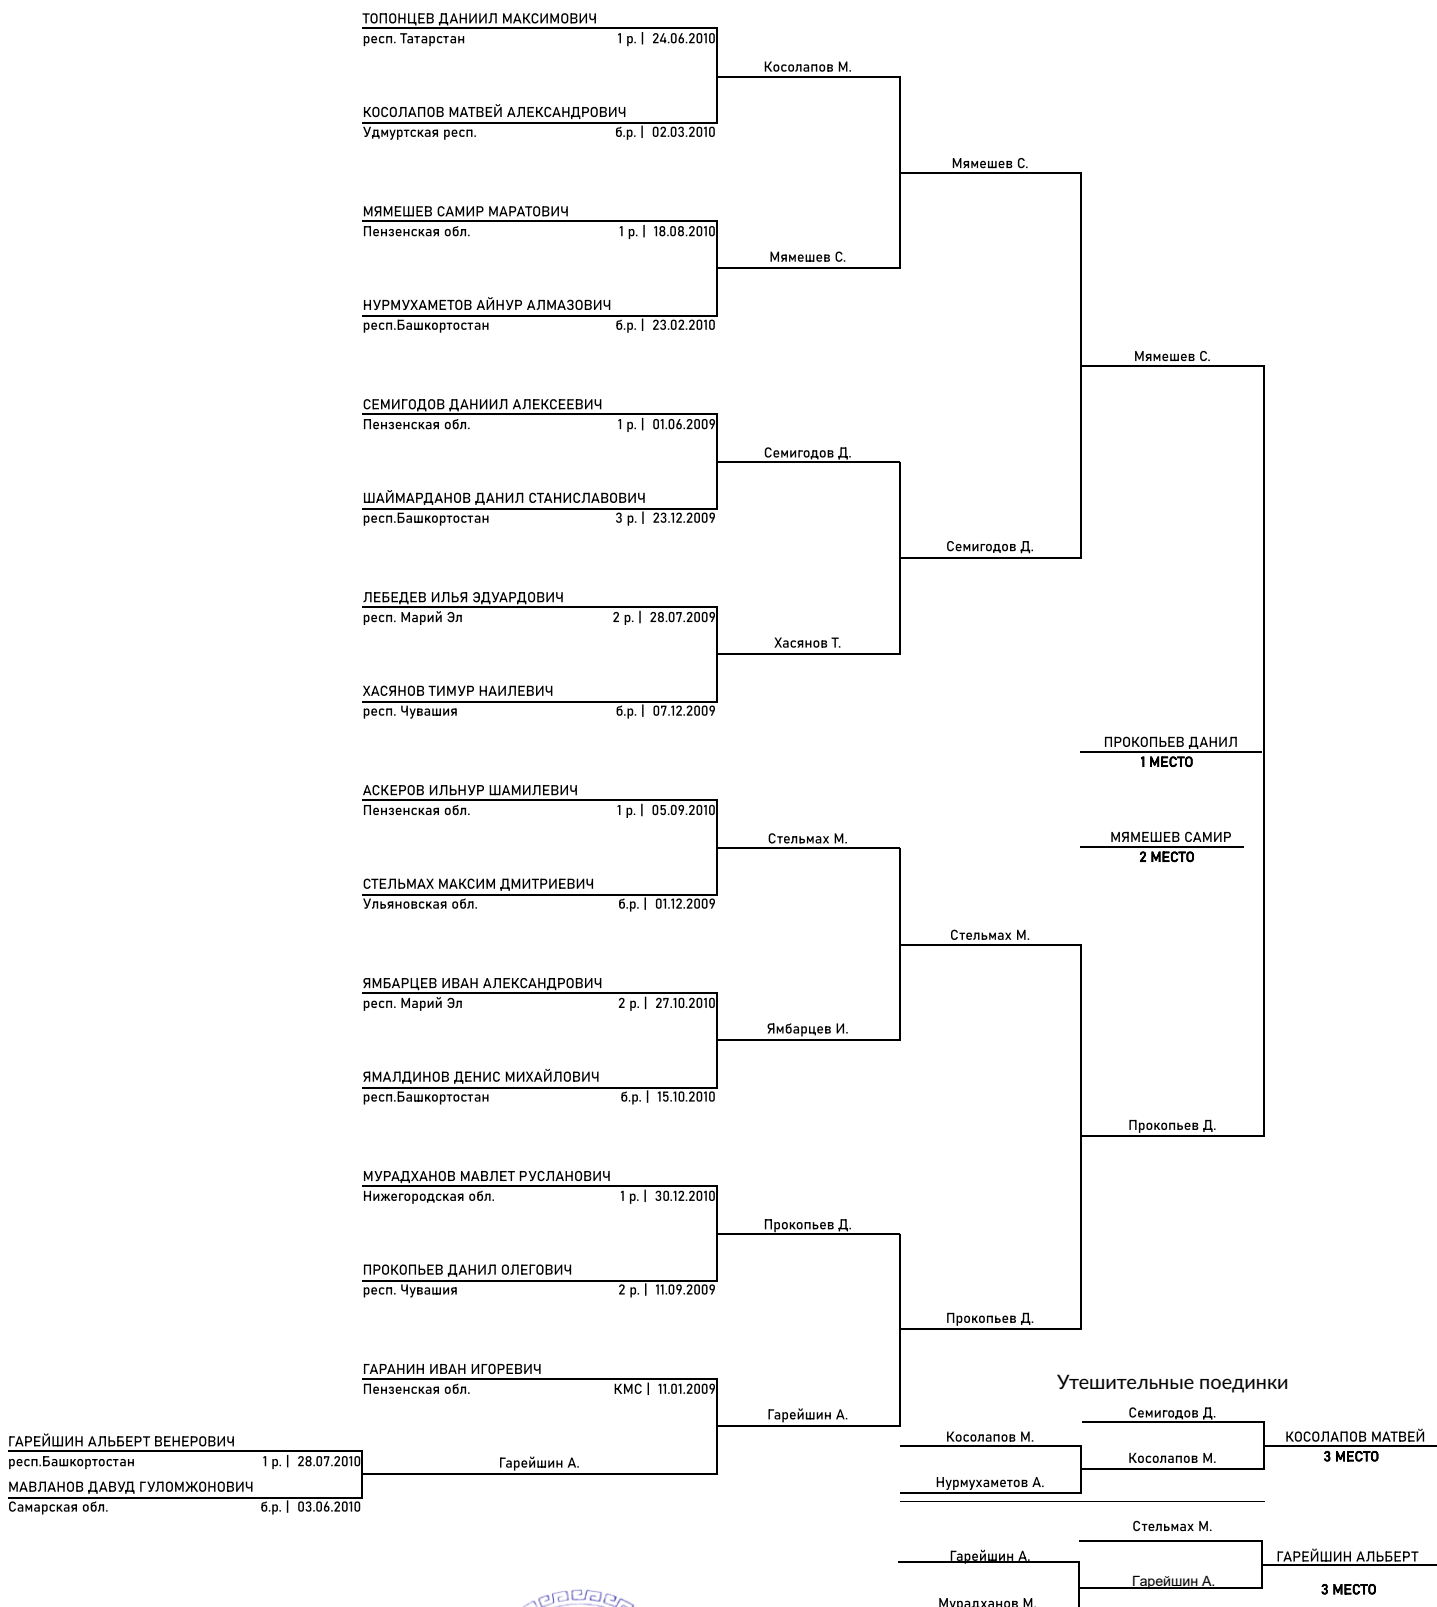 ТОПОНЦЕВ ДАНИИЛ МАКСИМОВИЧ
респ. Татарстан 1 р. | 24.06.2010
Косолапов М.
КОСОЛАПОВ МАТВЕЙ АЛЕКСАНДРОВИЧ
Удмуртская респ. б.р. | 02.03.2010
Мямешев С.
МЯМЕШЕВ САМИР МАРАТОВИЧ
Пензенская обл. 1 р. | 18.08.2010
Мямешев С.
НУРМУХАМЕТОВ АЙНУР АЛМАЗОВИЧ
респ.Башкортостан б.р. | 23.02.2010
Мямешев С.
СЕМИГОДОВ ДАНИИЛ АЛЕКСЕЕВИЧ
Пензенская обл. 1 р. | 01.06.2009
Семигодов Д.
ШАЙМАРДАНОВ ДАНИЛ СТАНИСЛАВОВИЧ
респ.Башкортостан 3 р. | 23.12.2009
Семигодов Д.
ЛЕБЕДЕВ ИЛЬЯ ЭДУАРДОВИЧ
респ. Марий Эл 2 р. | 28.07.2009
Хасянов Т.
ХАСЯНОВ ТИМУР НАИЛЕВИЧ
респ. Чувашия б.р. | 07.12.2009
ПРОКОПЬЕВ ДАНИЛ
1 МЕСТО
АСКЕРОВ ИЛЬНУР ШАМИЛЕВИЧ
Пензенская обл. 1 р. | 05.09.2010
Стельмах М.
МЯМЕШЕВ САМИР
2 МЕСТО
СТЕЛЬМАХ МАКСИМ ДМИТРИЕВИЧ
Ульяновская обл. б.р. | 01.12.2009
Стельмах М.
ЯМБАРЦЕВ ИВАН АЛЕКСАНДРОВИЧ
респ. Марий Эл 2 р. | 27.10.2010
Ямбарцев И.
ЯМАЛДИНОВ ДЕНИС МИХАЙЛОВИЧ
респ.Башкортостан б.р. | 15.10.2010
Прокопьев Д.
МУРАДХАНОВ МАВЛЕТ РУСЛАНОВИЧ
Нижегородская обл. 1 р. | 30.12.2010
Прокопьев Д.
ПРОКОПЬЕВ ДАНИЛ ОЛЕГОВИЧ
респ. Чувашия 2 р. | 11.09.2009
Прокопьев Д.
ГАРАНИН ИВАН ИГОРЕВИЧ
Пензенская обл. КМС | 11.01.2009
Гарейшин А.
ГАРЕЙШИН АЛЬБЕРТ ВЕНЕРОВИЧ
респ.Башкортостан 1 р. | 28.07.2010
Гарейшин А.
МАВЛАНОВ ДАВУД ГУЛОМЖОНОВИЧ
Самарская обл. б.р. | 03.06.2010
Утешительные поединки
Семигодов Д.
Косолапов М.
КОСОЛАПОВ МАТВЕЙ
3 МЕСТО
Косолапов М.
Нурмухаметов А.
Стельмах М.
Гарейшин А.
ГАРЕЙШИН АЛЬБЕРТ
Гарейшин А.
3 МЕСТО
Мурадханов М.